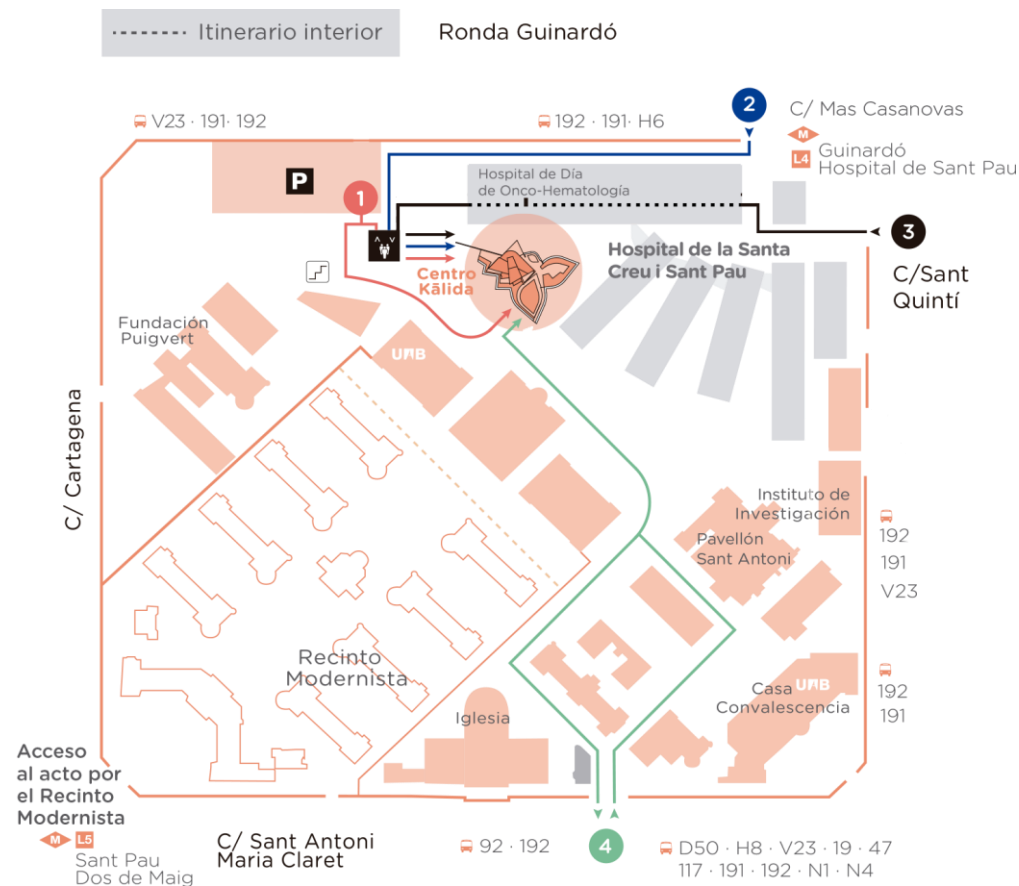 Itinerario interior
Ronda Guinardó
V23 · 191· 192
192 · 191· H6
2
C/ Mas Casanovas
M
L4
Guinardó
Hospital de Sant Pau
P
1
Hospital de Día
de Onco-Hematología
3
C/Sant
Quintí
Centro
Kālida
Hospital de la Santa
Creu i Sant Pau
Fundación
Puigvert
UAB
C/ Cartagena
Instituto de
Investigación
Pavellón
Sant Antoni
192
191
V23
Recinto
Modernista
Iglesia
Casa
Convalescencia
UAB
192
191
Acceso
al acto por
el Recinto
Modernista
M
L5
Sant Pau
Dos de Maig
C/ Sant Antoni
Maria Claret
92 · 192
4
D50 · H8 · V23 · 19 · 47
117 · 191 · 192 · N1 · N4